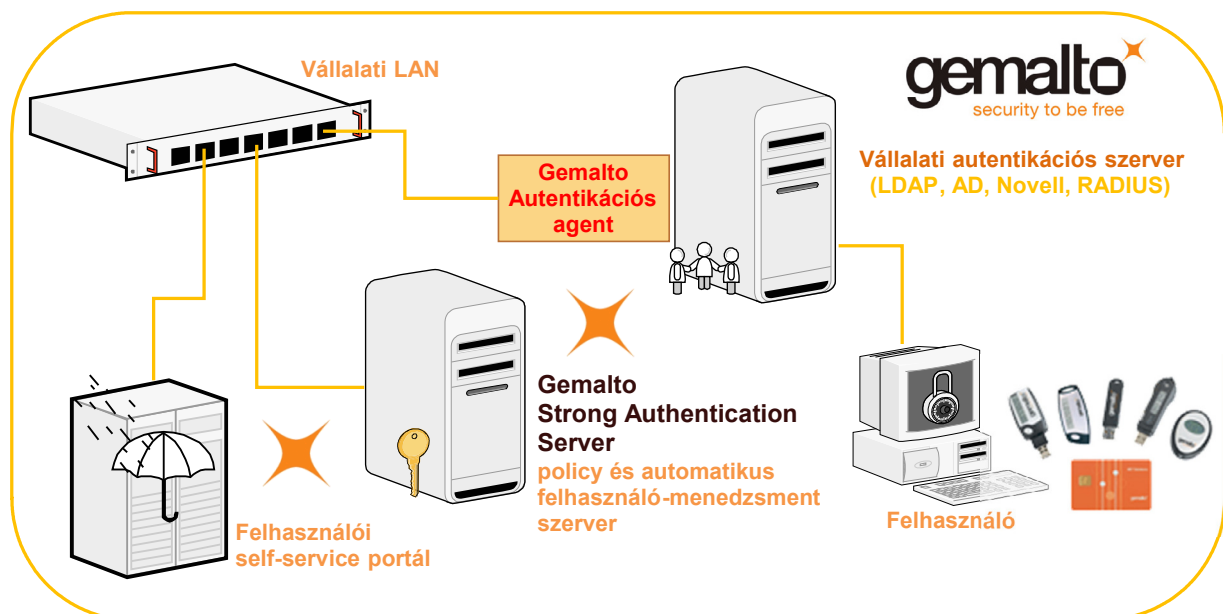 Vállalati LAN
gemalto
security to be free
Vállalati autentikációs szerver
(LDAP, AD, Novell, RADIUS)
Gemalto
Autentikációs
agent
Gemalto
Strong Authentication
Server
policy és automatikus
felhasználó-menedzsment
szerver
Felhasználói
self-service portál
Felhasználó